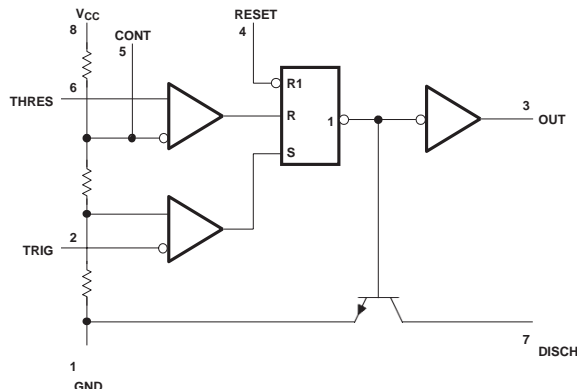 VCC
8
CONT
5
RESET
4
6
THRES
R1
R
1
S
3
OUT
2
TRIG
1
GND
7
DISCH